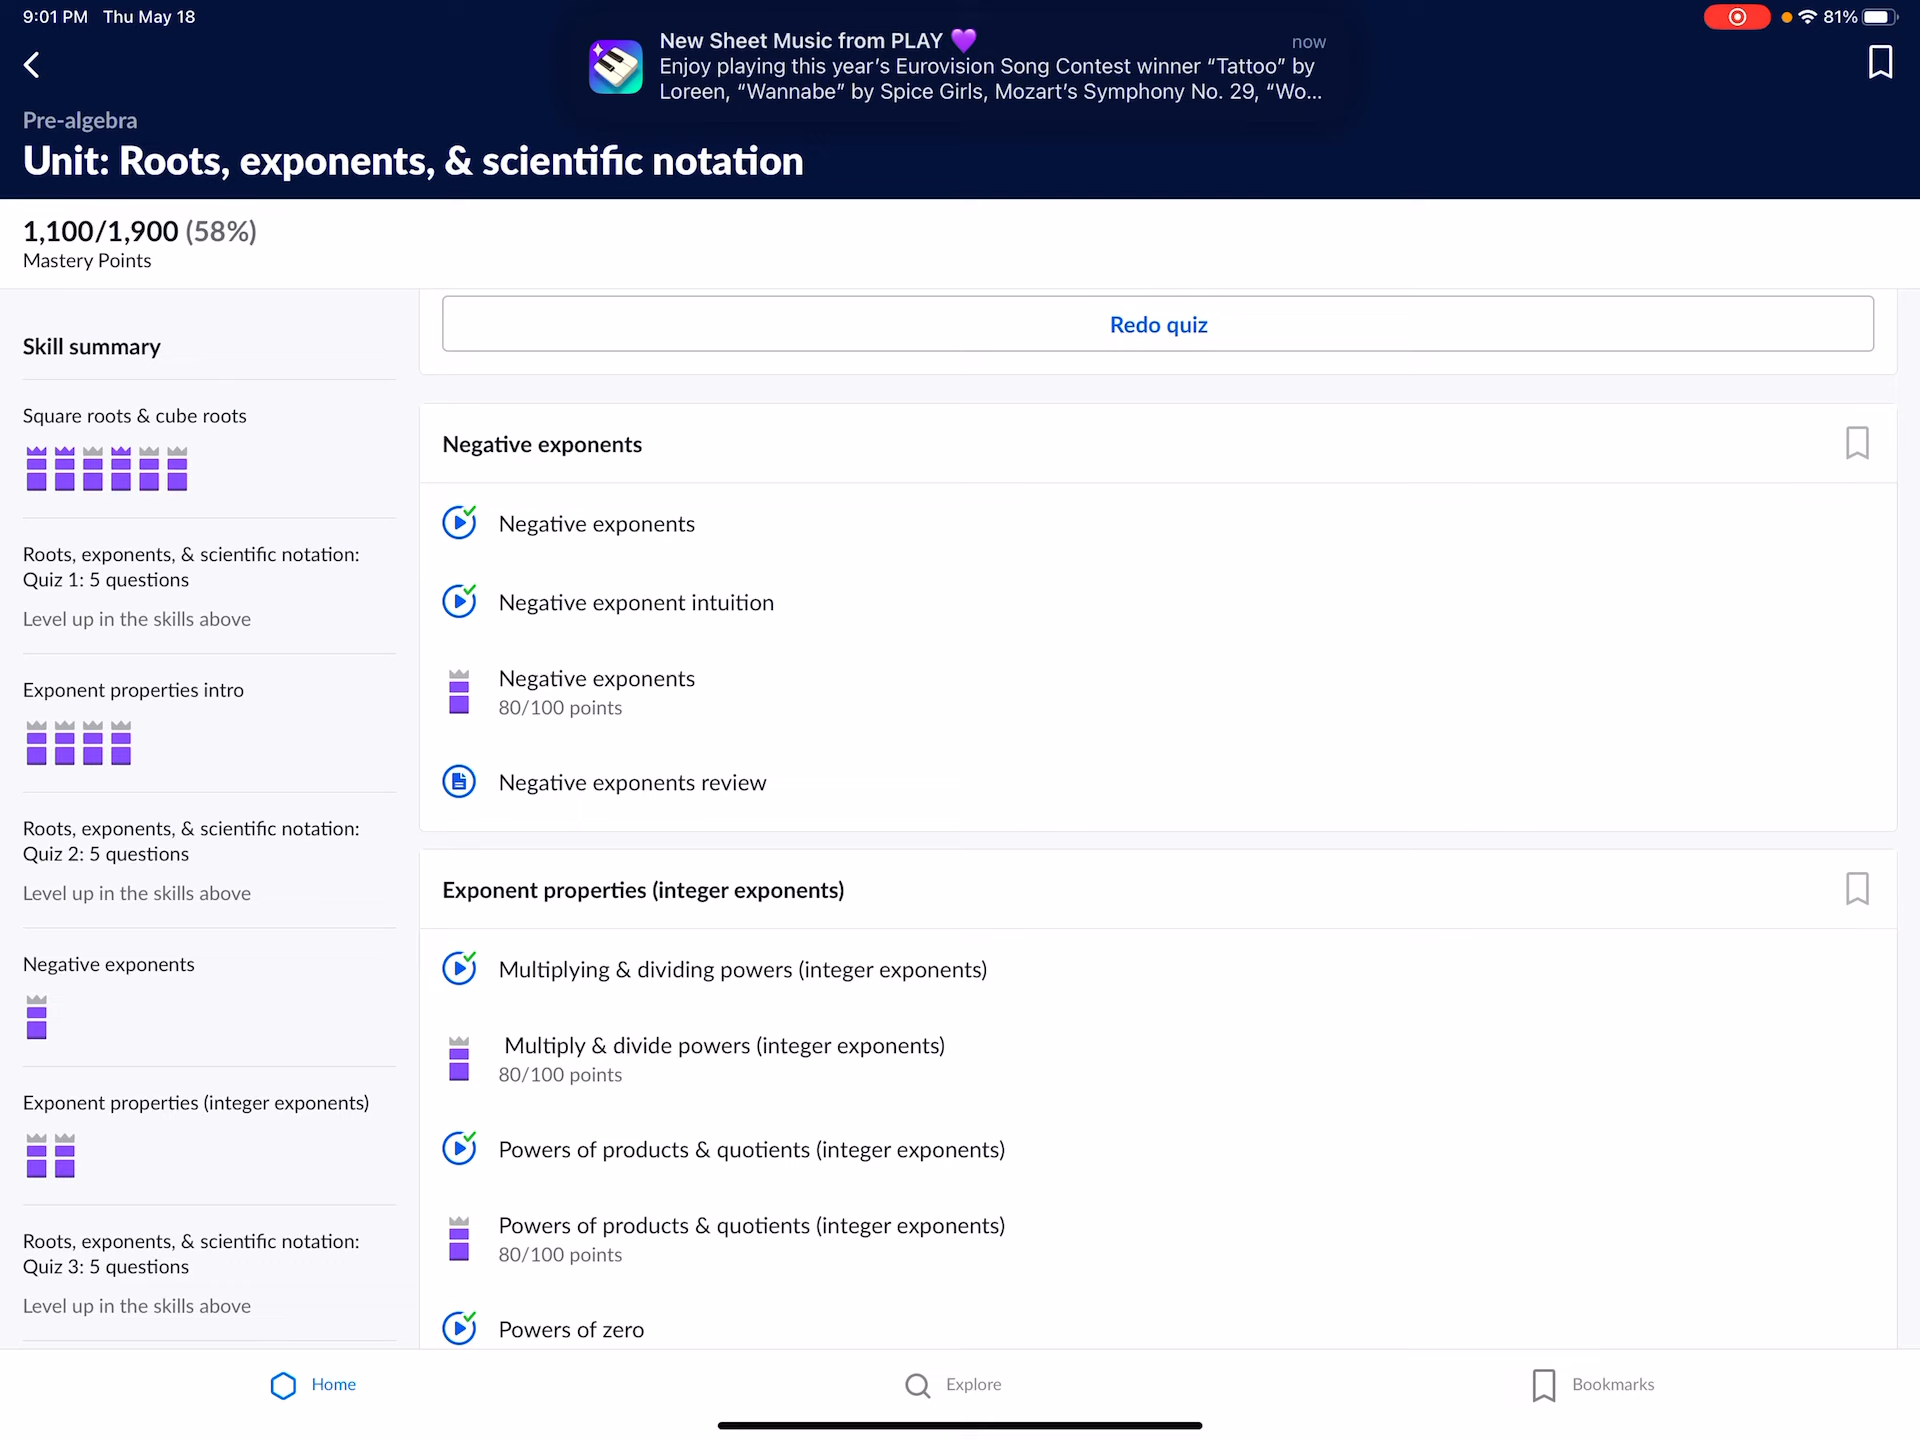 9:01 PM Thu May 18
81%
New Sheet Music from PLAY 💜
now
Enjoy playing this year's Eurovision Song Contest winner "Tattoo" by
Loreen, "Wannabe" by Spice Girls, Mozart's Symphony No. 29, "Wo...
Pre-algebra
Unit: Roots, exponents, & scientific notation
1,100/1,900 (58%)
Mastery Points
Skill summary
Square roots & cube roots
Roots, exponents, & scientific notation:
Quiz 1: 5 questions
Level up in the skills above
Exponent properties intro
Roots, exponents, & scientific notation:
Quiz 2: 5 questions
Level up in the skills above
Negative exponents
Exponent properties (integer exponents)
Roots, exponents, & scientific notation:
Quiz 3: 5 questions
Level up in the skills above
Redo quiz
Negative exponents
Negative exponents
Negative exponent intuition
Negative exponents
80/100 points
Negative exponents review
Exponent properties (integer exponents)
Multiplying & dividing powers (integer exponents)
Multiply & divide powers (integer exponents)
80/100 points
Powers of products & quotients (integer exponents)
Powers of products & quotients (integer exponents)
80/100 points
Powers of zero
Home
Explore
Bookmarks